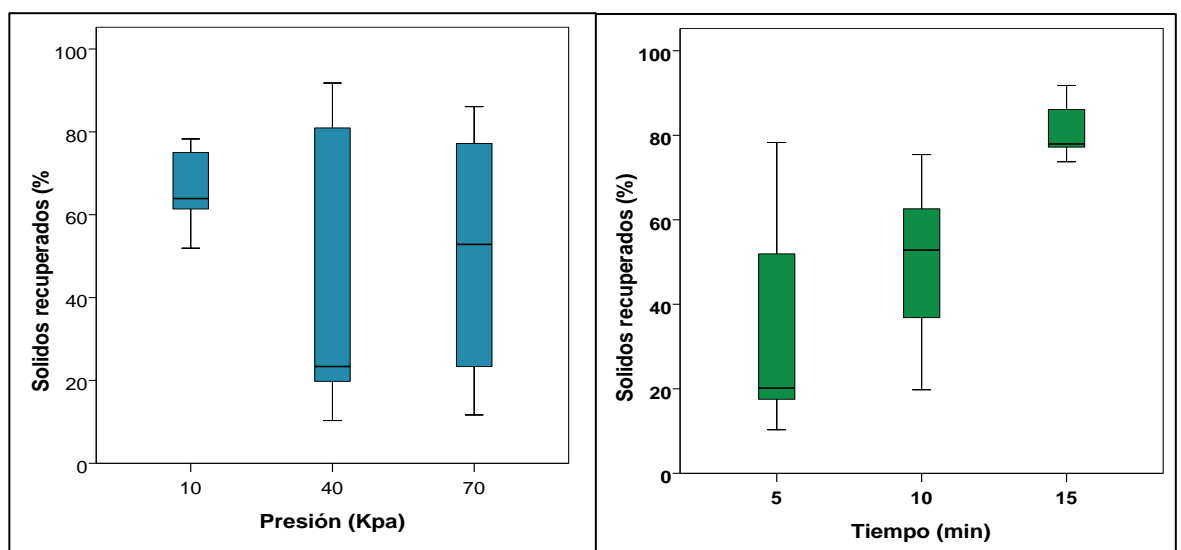 Solidos recuperados (%
100
80
60
40
20
0
10 40 70
Presión (Kpa)
Solidos recuperados (%)
100
80
60
40
20
0
5 10 15
Tiempo (min)